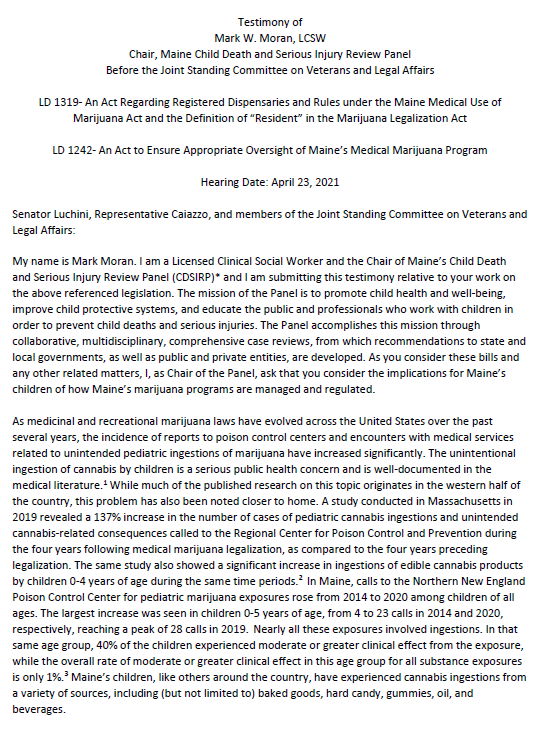 Testimony of
Mark W. Moran, LCSW
Chair, Maine Child Death and Serious Injury Review Panel
Before the Joint Standing Committee on Veterans and Legal Affairs
LD 1319- An Act Regarding Registered Dispensaries and Rules under the Maine Medical Use of
Marijuana Act and the Definition of “Resident” in the Marijuana Legalization Act
LD 1242- An Act to Ensure Appropriate Oversight of Maine’s Medical Marijuana Program
Hearing Date: April 23, 2021
Senator Luchini, Representative Caiazzo, and members of the Joint Standing Committee on Veterans and
Legal Affairs:
My name is Mark Moran. I am a Licensed Clinical Social Worker and the Chair of Maine’s Child Death
and Serious Injury Review Panel (CDSIRP)* and I am submitting this testimony relative to your work on
the above referenced legislation. The mission of the Panel is to promote child health and well-being,
improve child protective systems, and educate the public and professionals who work with children in
order to prevent child deaths and serious injuries. The Panel accomplishes this mission through
collaborative, multidisciplinary, comprehensive case reviews, from which recommendations to state and
local governments, as well as public and private entities, are developed. As you consider these bills and
any other related matters, I, as Chair of the Panel, ask that you consider the implications for Maine’s
children of how Maine’s marijuana programs are managed and regulated.
As medicinal and recreational marijuana laws have evolved across the United States over the past
several years, the incidence of reports to poison control centers and encounters with medical services
related to unintended pediatric ingestions of marijuana have increased significantly. The unintentional
ingestion of cannabis by children is a serious public health concern and is well-documented in the
medical literature.¹ While much of the published research on this topic originates in the western half of
the country, this problem has also been noted closer to home. A study conducted in Massachusetts in
2019 revealed a 137% increase in the number of cases of pediatric cannabis ingestions and unintended
cannabis-related consequences called to the Regional Center for Poison Control and Prevention during
the four years following medical marijuana legalization, as compared to the four years preceding
legalization. The same study also showed a significant increase in ingestions of edible cannabis products
by children 0-4 years of age during the same time periods.² In Maine, calls to the Northern New England
Poison Control Center for pediatric marijuana exposures rose from 2014 to 2020 among children of all
ages. The largest increase was seen in children 0-5 years of age, from 4 to 23 calls in 2014 and 2020,
respectively, reaching a peak of 28 calls in 2019. Nearly all these exposures involved ingestions. In that
same age group, 40% of the children experienced moderate or greater clinical effect from the exposure,
while the overall rate of moderate or greater clinical effect in this age group for all substance exposures
is only 1%.³ Maine’s children, like others around the country, have experienced cannabis ingestions from
a variety of sources, including (but not limited to) baked goods, hard candy, gummies, oil, and
beverages.